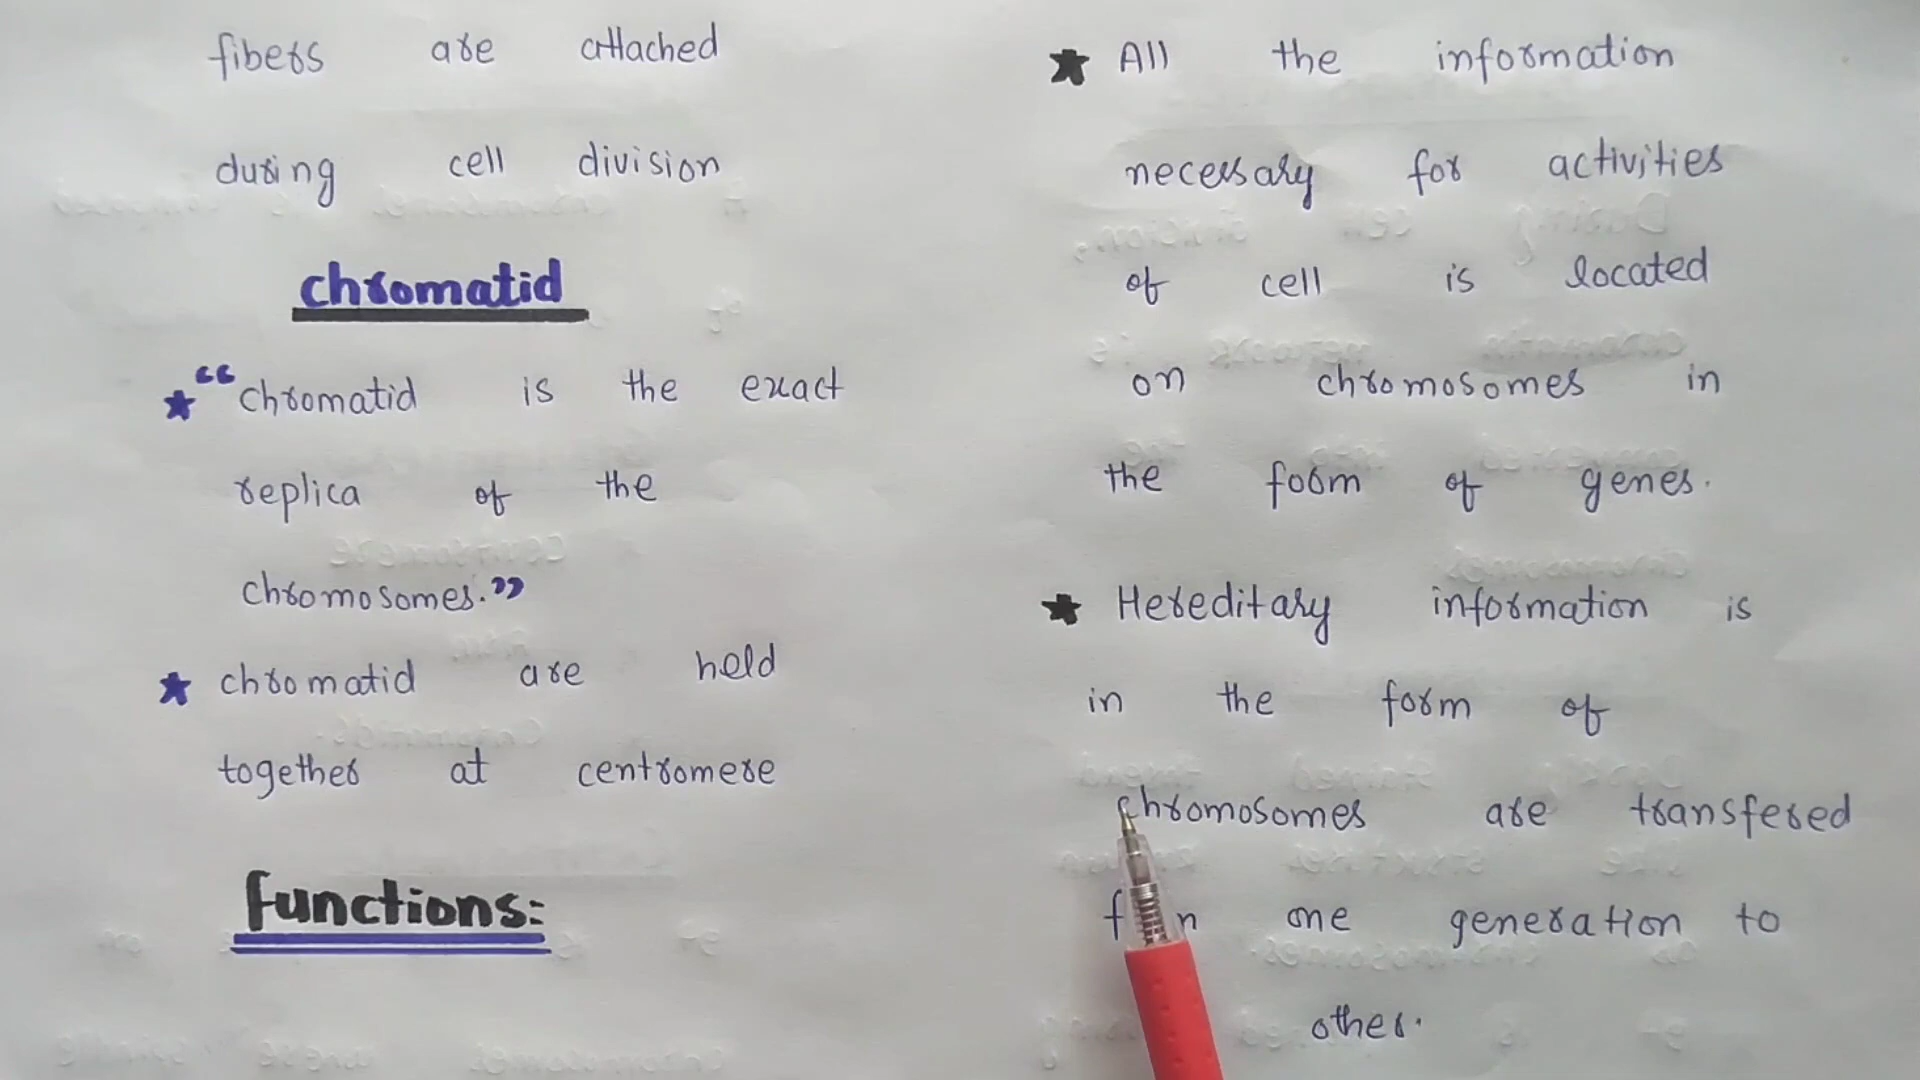 fibers are attached
during cell division
chromatid
★ “chromatid is the exact
replica of the
chromosomes.”
★ chromatid are held
together at centromere
functions:
★ All the information
necessary for activities
of cell is located
on chromosomes in
the form of genes.
★ Hereditary information is
in the form of
chromosomes are transfered
one generation to
other.